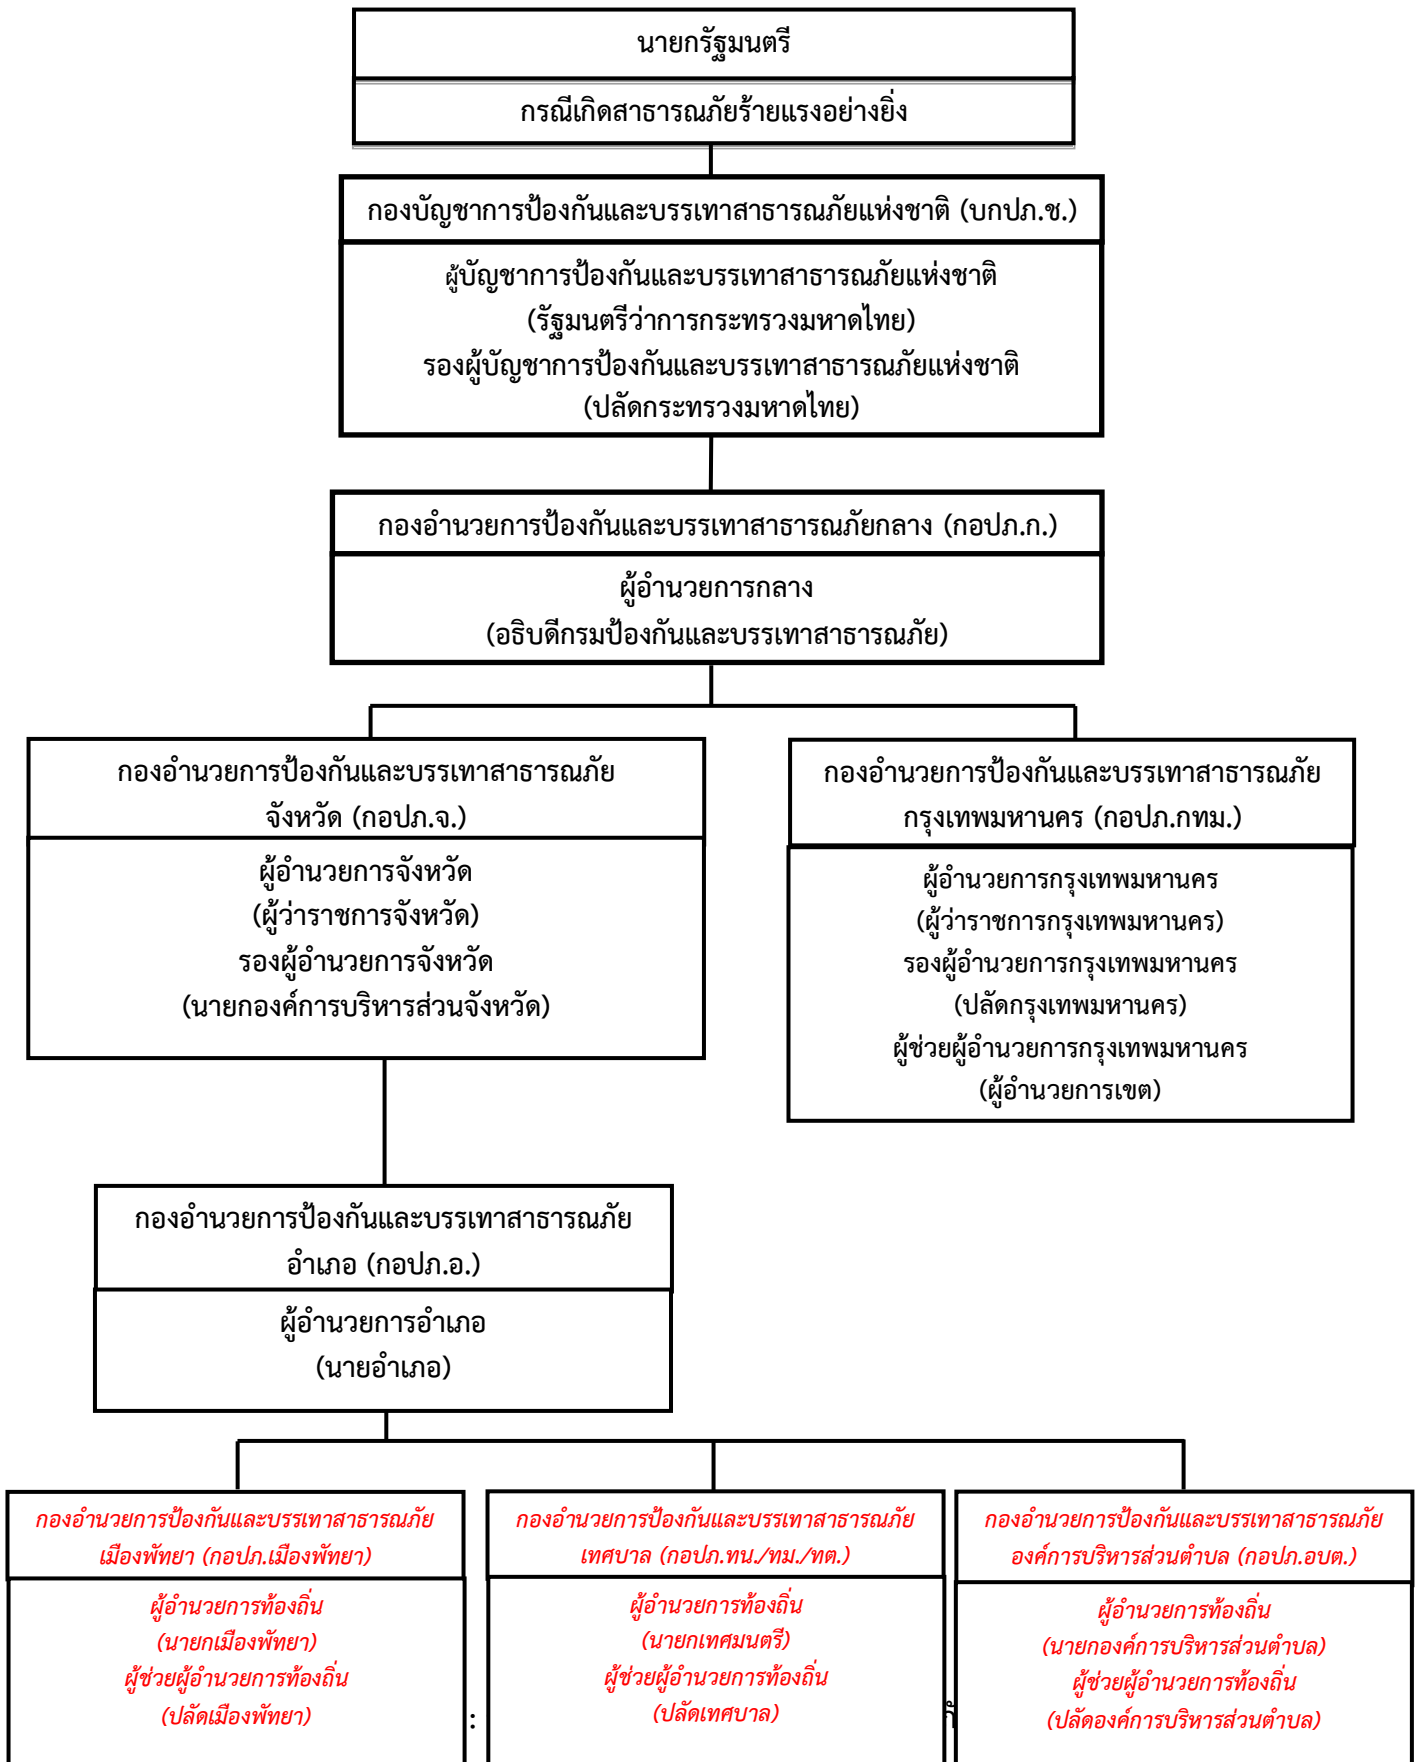 นายกรัฐมนตรี
กรณีเกิดสาธารณภัยร้ายแรงอย่างยิ่ง
กองบัญชาการป้องกันและบรรเทาสาธารณภัยแห่งชาติ (บกปภ.ช.)
ผู้บัญชาการป้องกันและบรรเทาสาธารณภัยแห่งชาติ
(รัฐมนตรีว่าการกระทรวงมหาดไทย)
รองผู้บัญชาการป้องกันและบรรเทาสาธารณภัยแห่งชาติ
(ปลัดกระทรวงมหาดไทย)
กองอำนวยการป้องกันและบรรเทาสาธารณภัยกลาง (กอปภ.ก.)
ผู้อำนวยการกลาง
(อธิบดีกรมป้องกันและบรรเทาสาธารณภัย)
กองอำนวยการป้องกันและบรรเทาสาธารณภัย
จังหวัด (กอปภ.จ.)
ผู้อำนวยการจังหวัด
(ผู้ว่าราชการจังหวัด)
รองผู้อำนวยการจังหวัด
(นายกองค์การบริหารส่วนจังหวัด)
กองอำนวยการป้องกันและบรรเทาสาธารณภัย
กรุงเทพมหานคร (กอปภ.กทม.)
ผู้อำนวยการกรุงเทพมหานคร
(ผู้ว่าราชการกรุงเทพมหานคร)
รองผู้อำนวยการกรุงเทพมหานคร
(ปลัดกรุงเทพมหานคร)
ผู้ช่วยผู้อำนวยการกรุงเทพมหานคร
(ผู้อำนวยการเขต)
กองอำนวยการป้องกันและบรรเทาสาธารณภัย
อำเภอ (กอปภ.อ.)
ผู้อำนวยการอำเภอ
(นายอำเภอ)
กองอำนวยการป้องกันและบรรเทาสาธารณภัย
เมืองพัทยา (กอปภ.เมืองพัทยา)
ผู้อำนวยการท้องถิ่น
(นายกเมืองพัทยา)
ผู้ช่วยผู้อำนวยการท้องถิ่น
(ปลัดเมืองพัทยา)
:
กองอำนวยการป้องกันและบรรเทาสาธารณภัย
เทศบาล (กอปภ.ทน./ทม./ทต.)
ผู้อำนวยการท้องถิ่น
(นายกเทศมนตรี)
ผู้ช่วยผู้อำนวยการท้องถิ่น
(ปลัดเทศบาล)
กองอำนวยการป้องกันและบรรเทาสาธารณภัย
องค์การบริหารส่วนตำบล (กอปภ.อบต.)
ผู้อำนวยการท้องถิ่น
(นายกองค์การบริหารส่วนตำบล)
ผู้ช่วยผู้อำนวยการท้องถิ่น
(ปลัดองค์การบริหารส่วนตำบล)